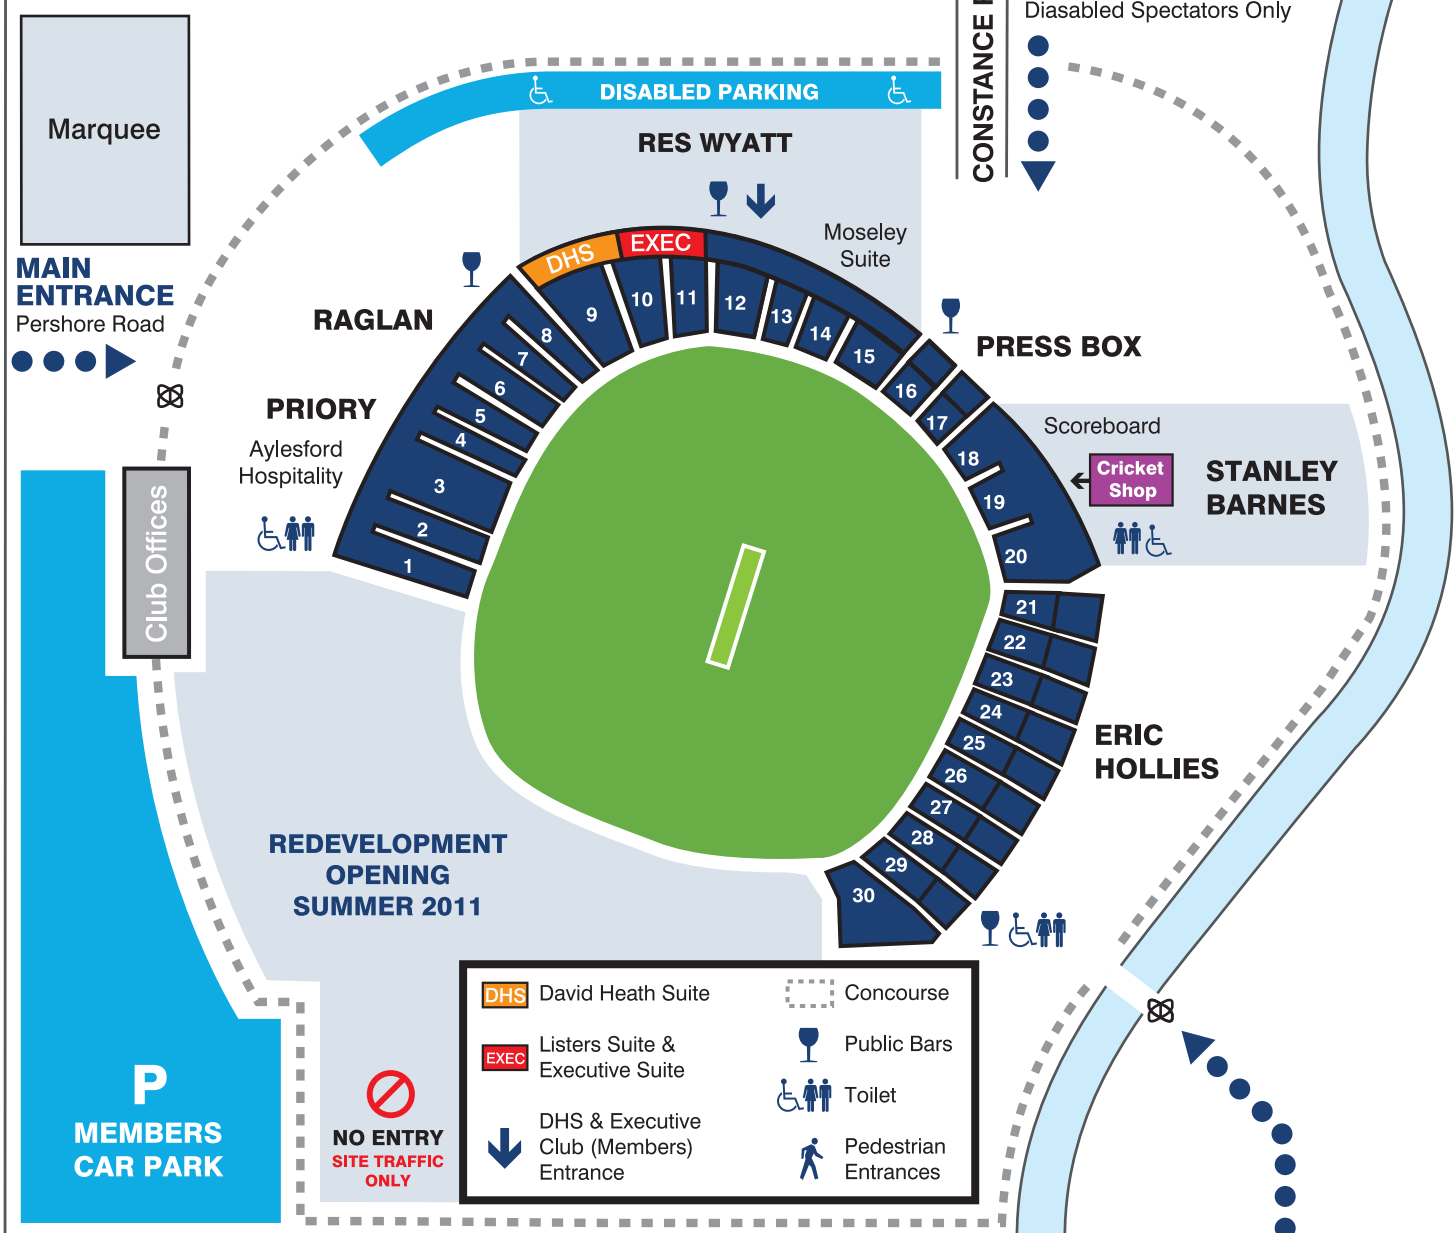 Diasabled Spectators Only
CONSTANCE
DISABLED PARKING
Marquee
RES WYATT
Moseley
Suite
MAIN
ENTRANCE
Pershore Road
RAGLAN
DHS
EXEC
PRESS BOX
PRIORY
Aylesford
Hospitality
Scoreboard
Cricket
Shop
STANLEY
BARNES
Club Offices
1
2
3
4
5
6
7
8
9
10
11
12
13
14
15
16
17
18
19
20
21
22
23
24
25
26
27
28
29
30
ERIC
HOLLIES
REDEVELOPMENT
OPENING
SUMMER 2011
P
MEMBERS
CAR PARK
NO ENTRY
SITE TRAFFIC
ONLY
DHS
David Heath Suite
EXEC
Listers Suite &
Executive Suite
DHS & Executive
Club (Members)
Entrance
Concourse
Public Bars
Toilet
Pedestrian
Entrances